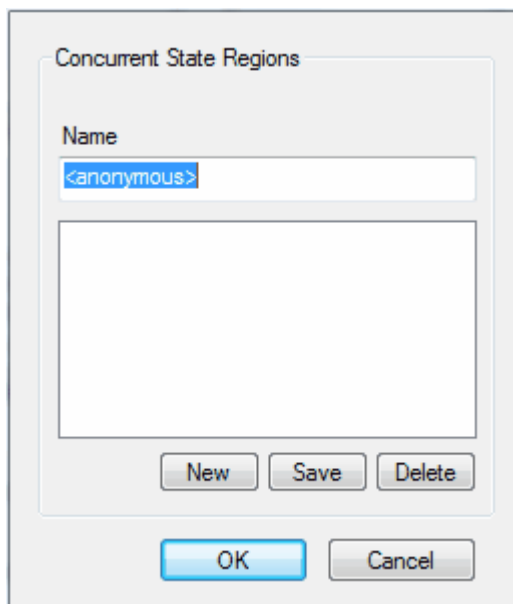 Concurrent State Regions
Name
<anonymous>
New Save Delete
OK Cancel